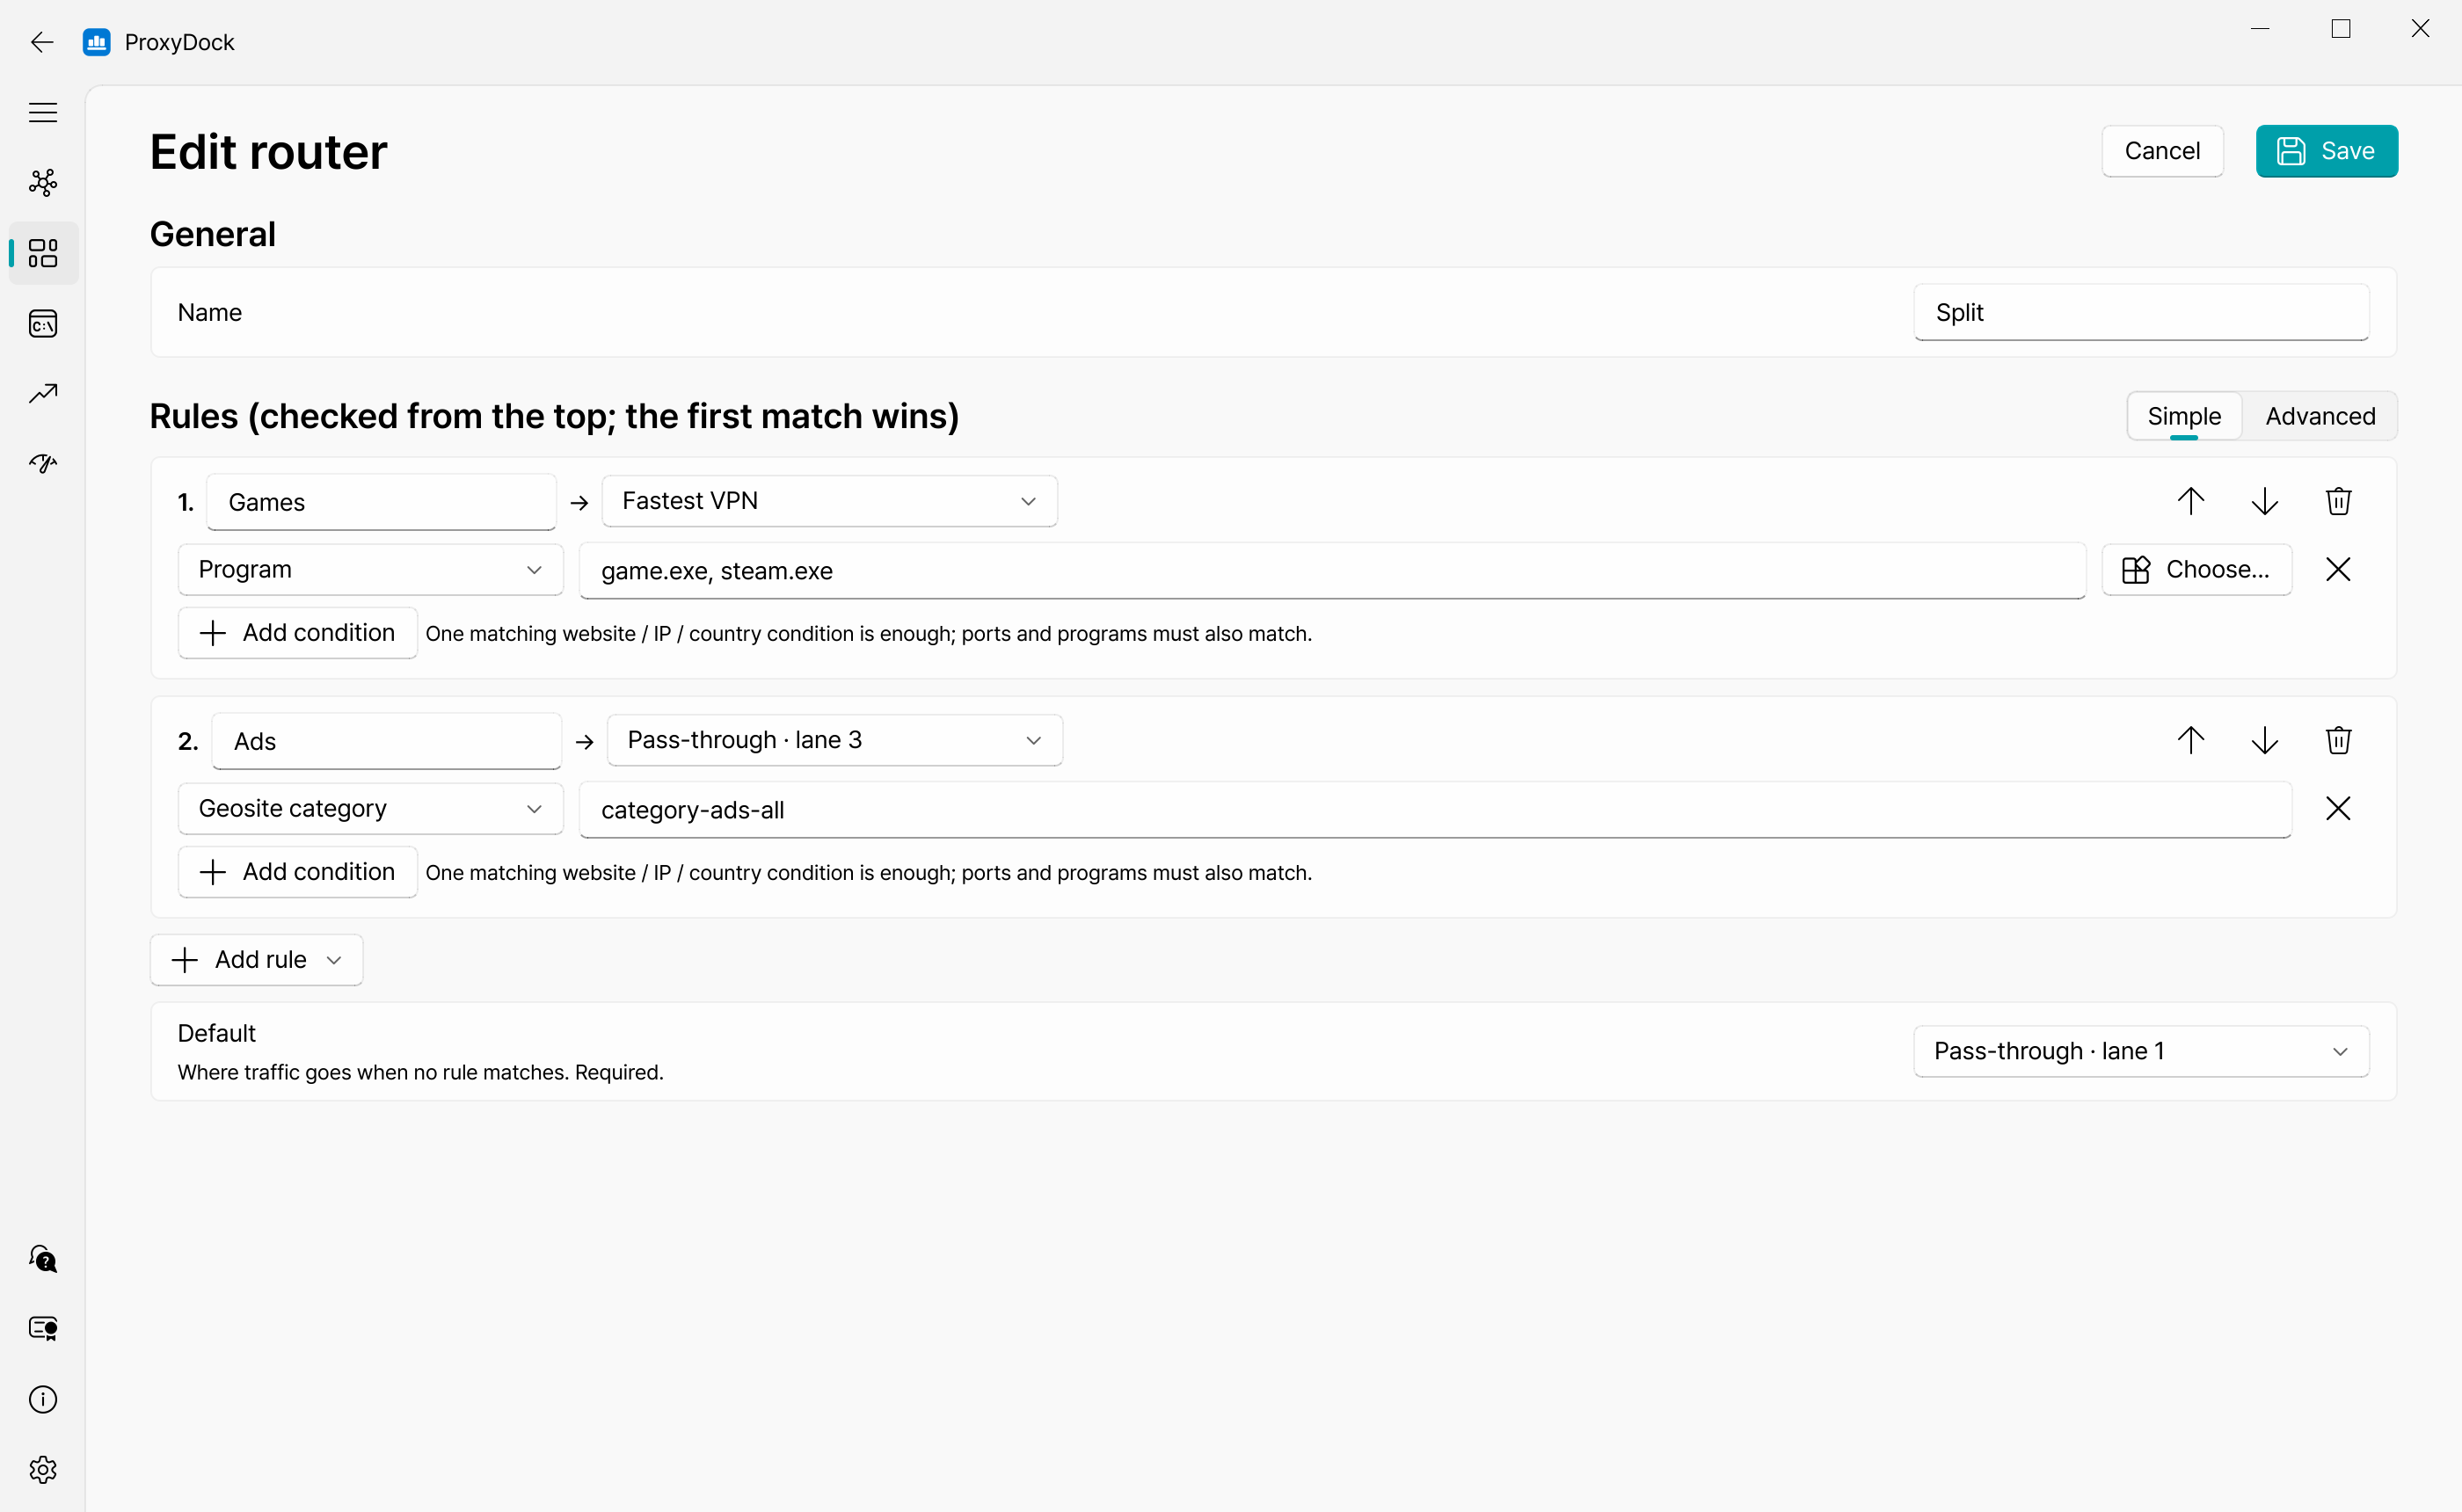 ProxyDock
Edit router
Cancel
Save
General
Name
Split
Rules (checked from the top; the first match wins)
Simple
Advanced
1.
Games
→
Fastest VPN
Program
game.exe, steam.exe
Choose...
Add condition
One matching website / IP / country condition is enough; ports and programs must also match.
2.
Ads
→
Pass-through · lane 3
Geosite category
category-ads-all
Add condition
One matching website / IP / country condition is enough; ports and programs must also match.
Add rule
Default
Where traffic goes when no rule matches. Required.
Pass-through · lane 1